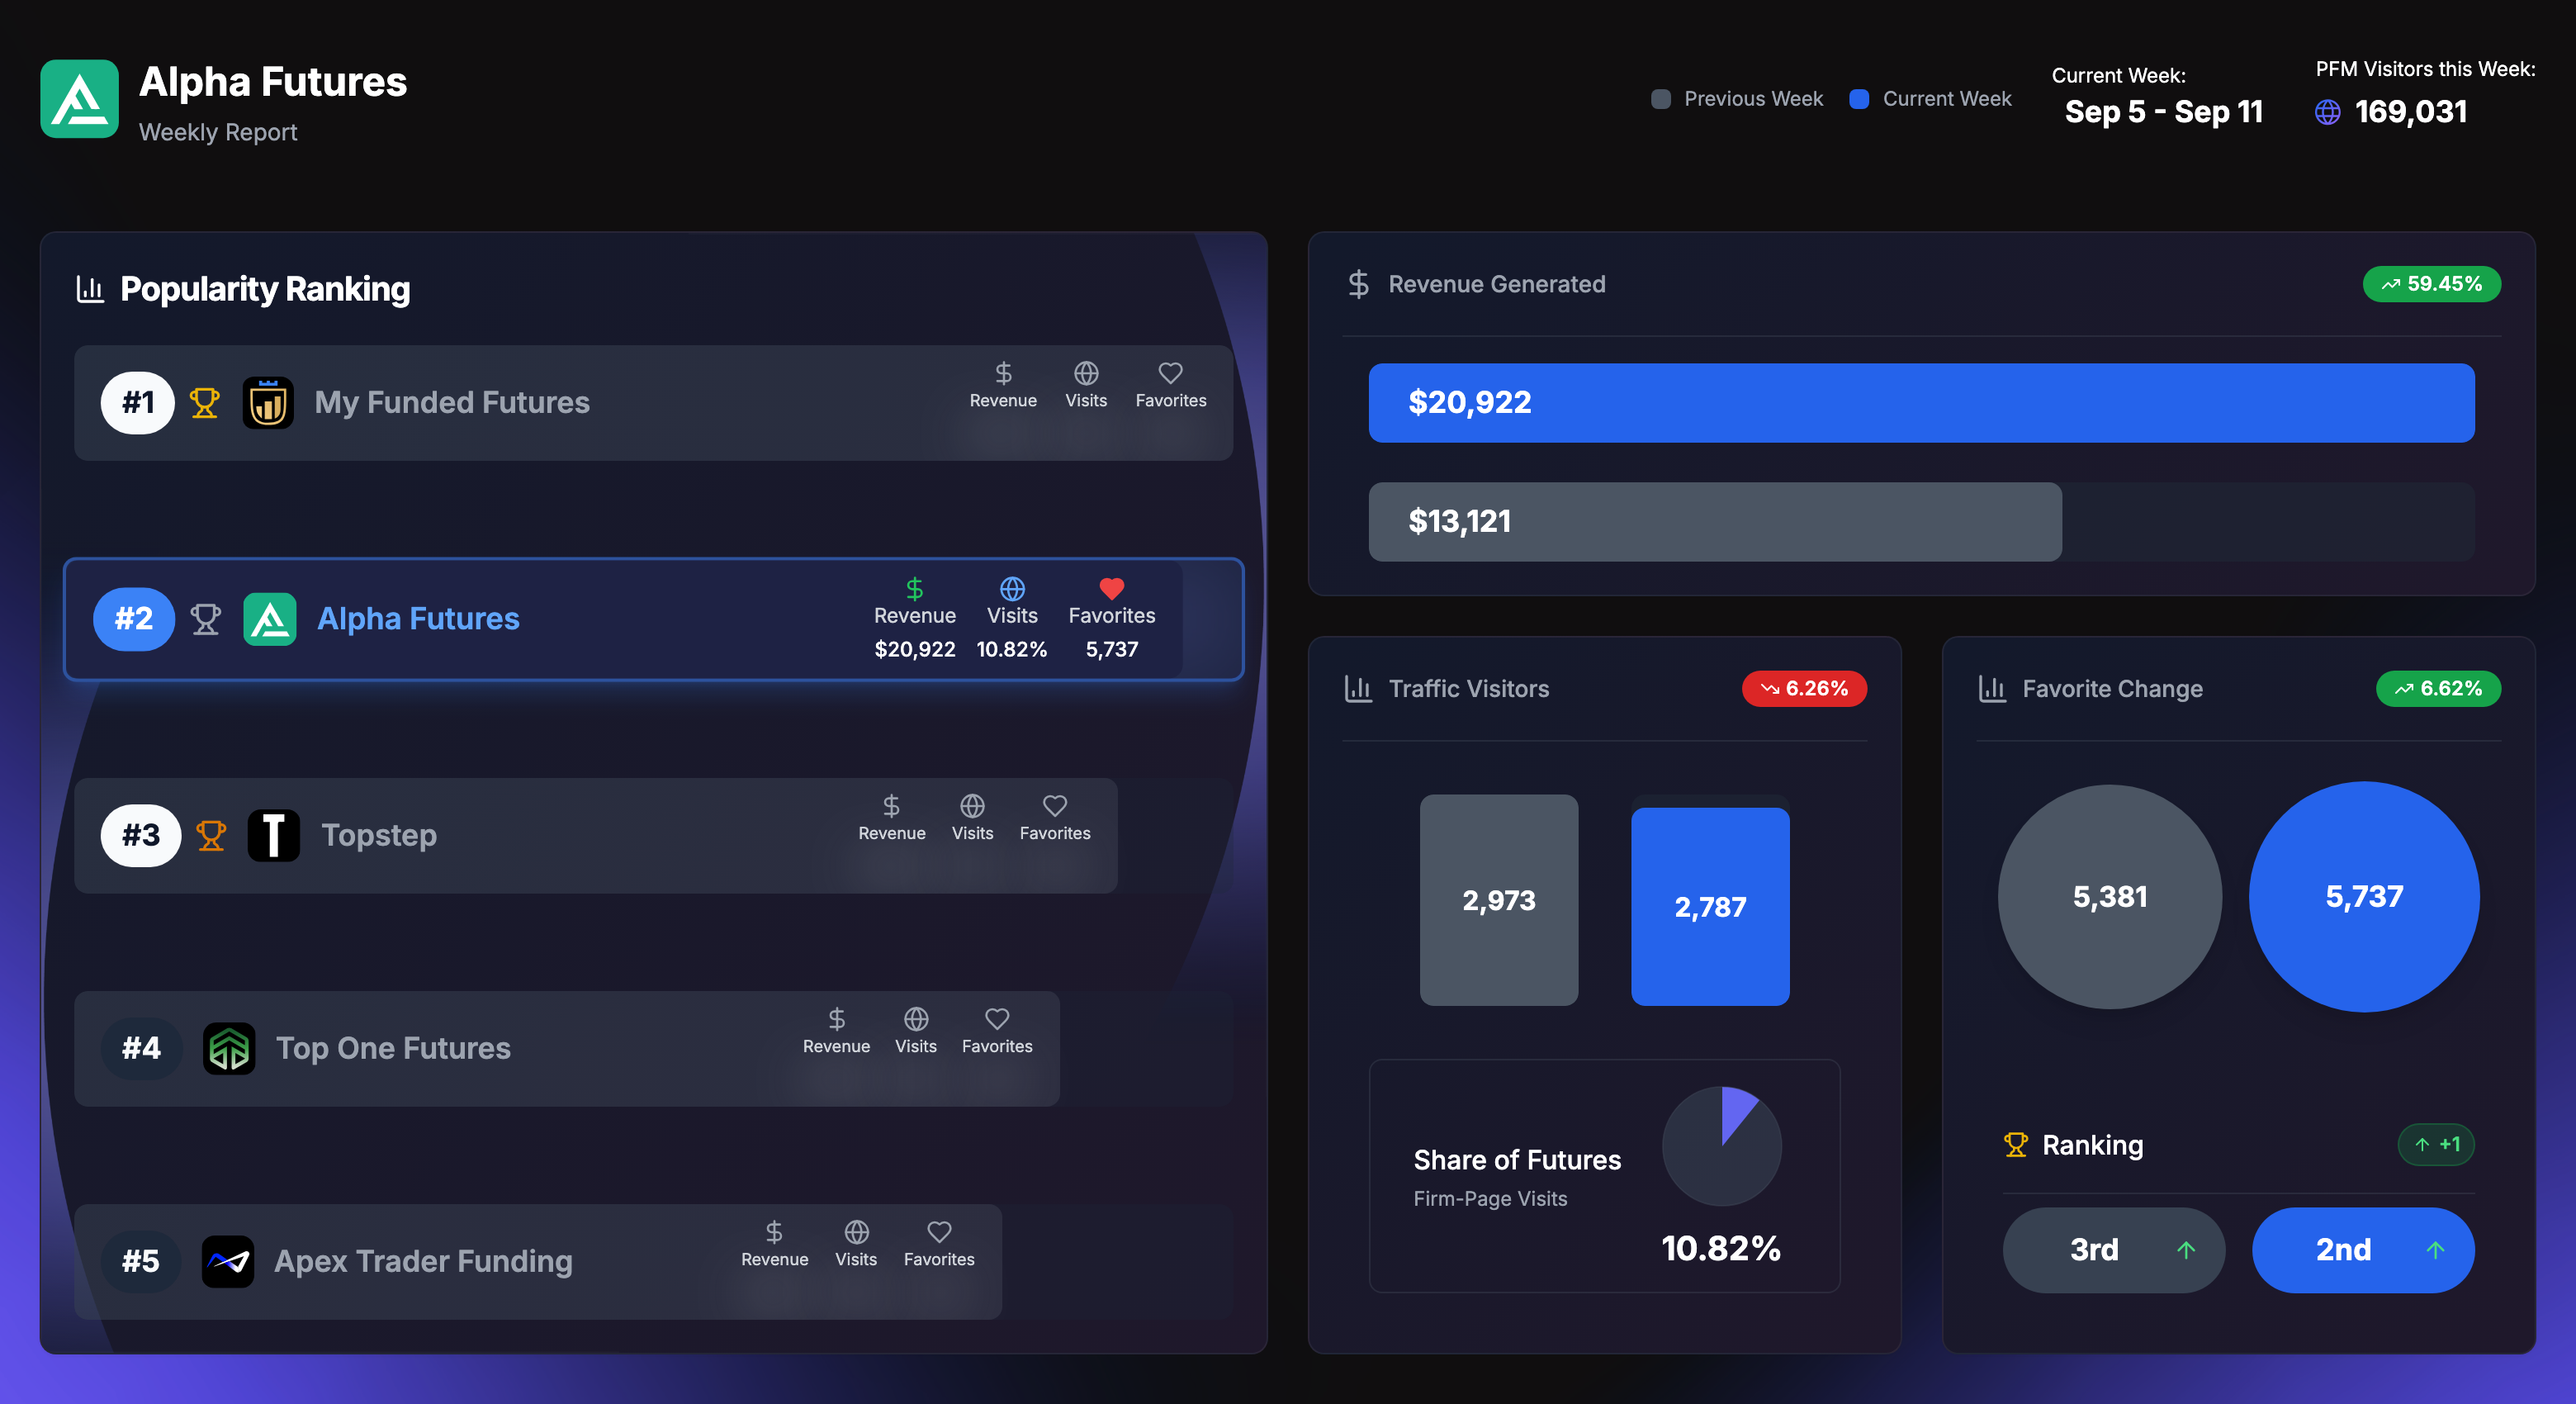 Alpha Futures
Weekly Report
Previous Week
Current Week
Current Week:
Sep 5 - Sep 11
PFM Visitors this Week:
169,031
Popularity Ranking
#1
My Funded Futures
Revenue
Visits
Favorites
#2
Alpha Futures
Revenue
Visits
Favorites
$20,922
10.82%
5,737
#3
T
Topstep
Revenue
Visits
Favorites
#4
Top One Futures
Revenue
Visits
Favorites
#5
Apex Trader Funding
Revenue
Visits
Favorites
$ Revenue Generated
59.45%
$20,922
$13,121
Traffic Visitors
6.26%
2,973
2,787
Share of Futures
Firm-Page Visits
10.82%
Favorite Change
6.62%
5,381
5,737
Ranking
+1
3rd
2nd